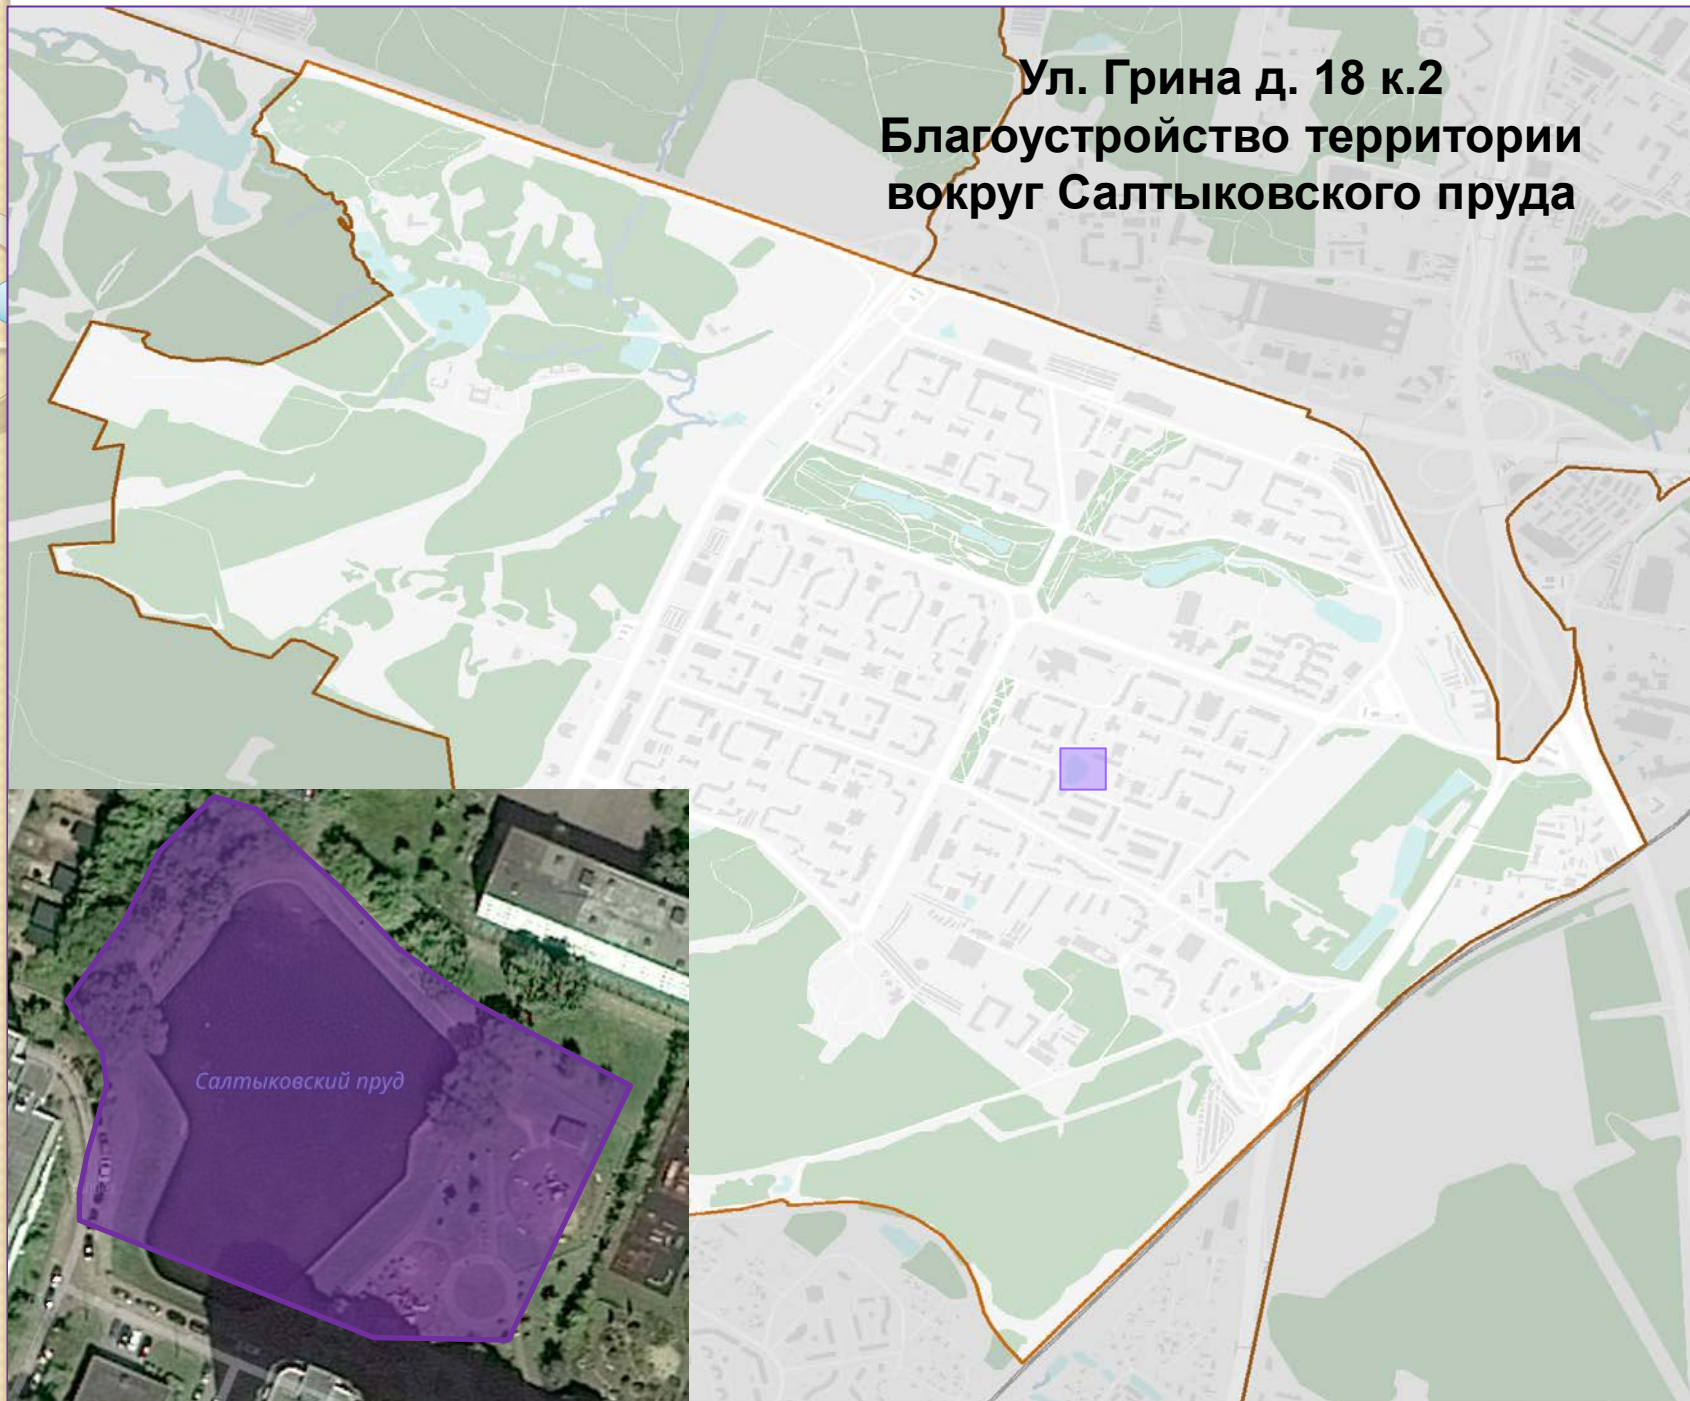 Ул. Грина д. 18 к.2
Благоустройство территории
вокруг Салтыковского пруда
Салтыковский пруд